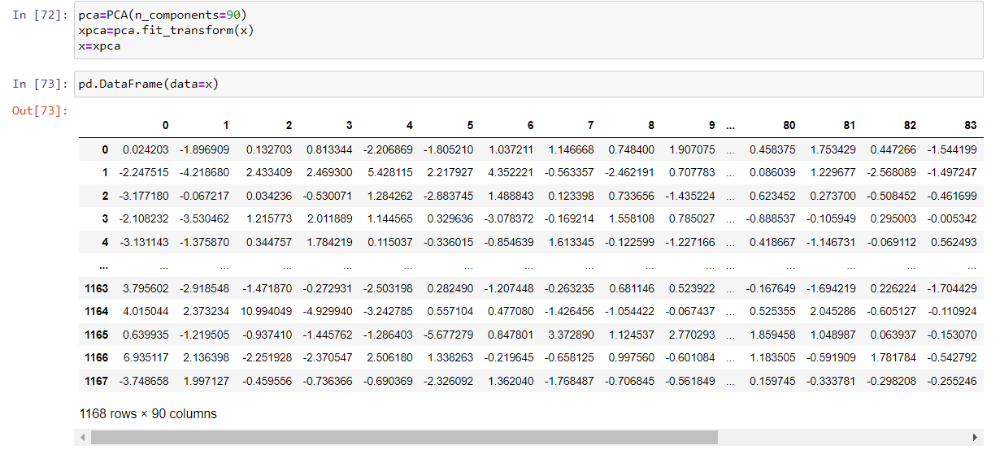 In [72]: pca=PCA(n_components=90)
xpca=pca.fit_transform(x)
x=xpca
In [73]: pd.DataFrame(data=x)
Out[73]:
0 1 2 3 4 5 6 7 8 9 ... 80 81 82 83
0 0.024203 -1.896909 0.132703 0.813344 -2.206869 -1.805210 1.037211 1.146668 0.748400 1.907075 ... 0.458375 1.753429 0.447266 -1.544199
1 -2.247515 -4.218680 2.433409 2.469300 5.428115 2.217927 4.352221 -0.563357 -2.462191 0.707783 ... 0.086039 1.229677 -2.568089 -1.497247
2 -3.177180 -0.067217 0.034236 -0.530071 1.284262 -2.883745 1.488843 0.123398 0.733656 -1.435224 ... 0.623452 0.273700 -0.508452 -0.461699
3 -2.108232 -3.530462 1.215773 2.011889 1.144565 0.329636 -3.078372 -0.169214 1.558108 0.785027 ... -0.888537 -0.105949 0.295003 -0.005342
4 -3.131143 -1.375870 0.344757 1.784219 0.115037 -0.336015 -0.854639 1.613345 -0.122599 -1.227166 ... 0.418667 -1.146731 -0.069112 0.562493
... ... ... ... ... ... ... ... ... ... ... ... ... ... ... ...
1163 3.795602 -2.918548 -1.471870 -0.272931 -2.503198 0.282490 -1.207448 -0.263235 0.681146 0.523922 ... -0.167649 -1.694219 0.226224 -1.704429
1164 4.015044 2.373234 10.994049 -4.929940 -3.242785 0.557104 0.477080 -1.426456 -1.054422 -0.067437 ... 0.525355 2.045286 -0.605127 -0.110924
1165 0.639935 -1.219505 -0.937410 -1.445762 -1.286403 -5.677279 0.847801 3.372890 1.124537 2.770293 ... 1.859458 1.048987 0.063937 -0.153070
1166 6.935117 2.136398 -2.251928 -2.370547 2.506180 1.338263 -0.219645 -0.658125 0.997560 -0.601084 ... 1.183505 -0.591909 1.781784 -0.542792
1167 -3.748658 1.997127 -0.459556 -0.736366 -0.690369 -2.326092 1.362040 -1.768487 -0.706845 -0.561849 ... 0.159745 -0.333781 -0.298208 -0.255246
1168 rows × 90 columns